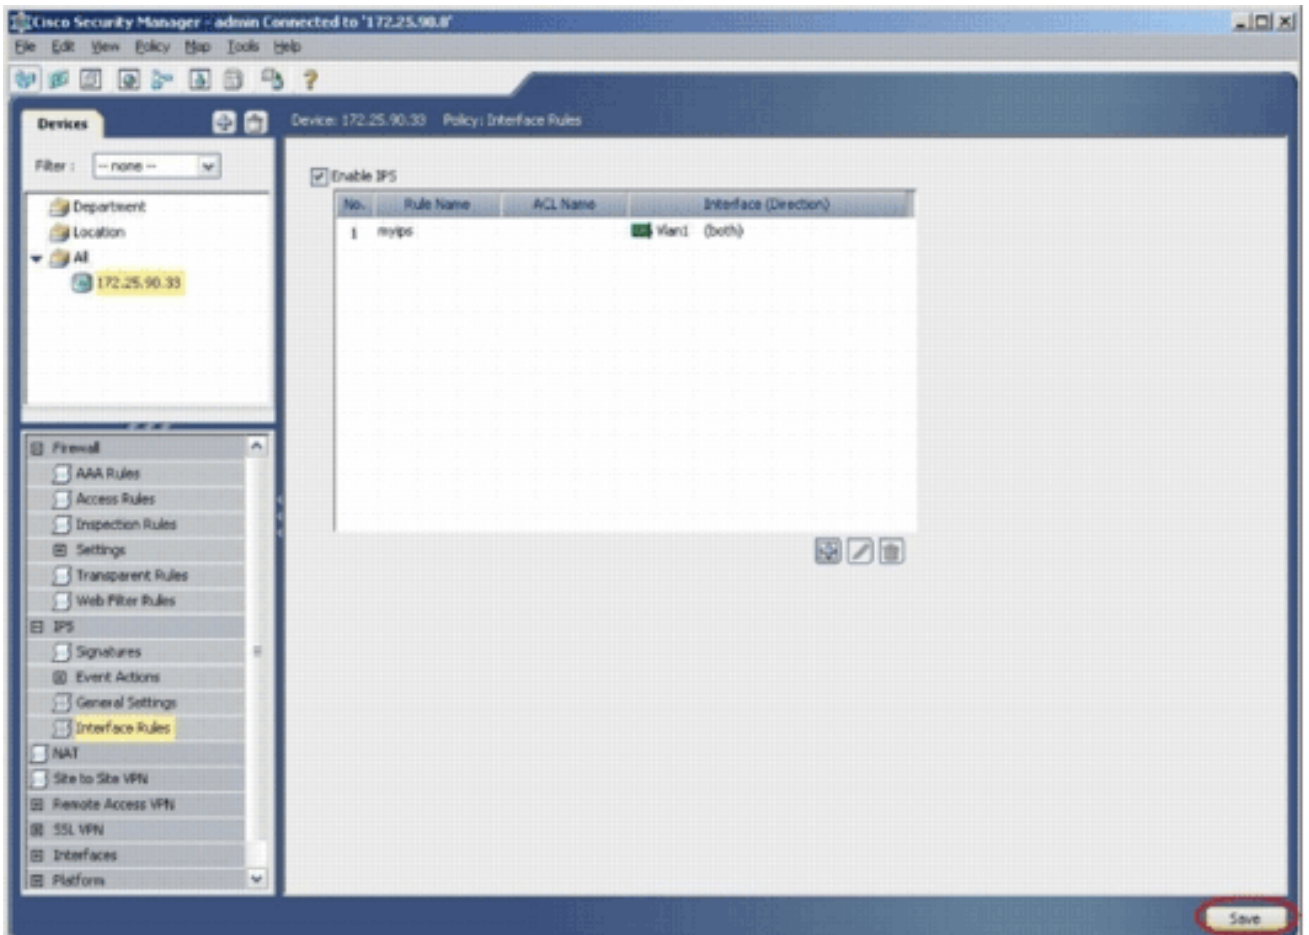 Cisco Security Manager - admin Connected to '172.25.90.8'
File Edit View Policy Map Tools Help
Devices
Device: 172.25.90.33 Policy: Interface Rules
Filter : -- none --
Department
Location
All
172.25.90.33
Enable IPS
No. Rule Name ACL Name Interface (Direction)
1 myips Vlan1 (both)
Firewall
AAA Rules
Access Rules
Inspection Rules
Settings
Transparent Rules
Web Filter Rules
IPS
Signatures
Event Actions
General Settings
Interface Rules
NAT
Site to Site VPN
Remote Access VPN
SSL VPN
Interfaces
Platform
Save